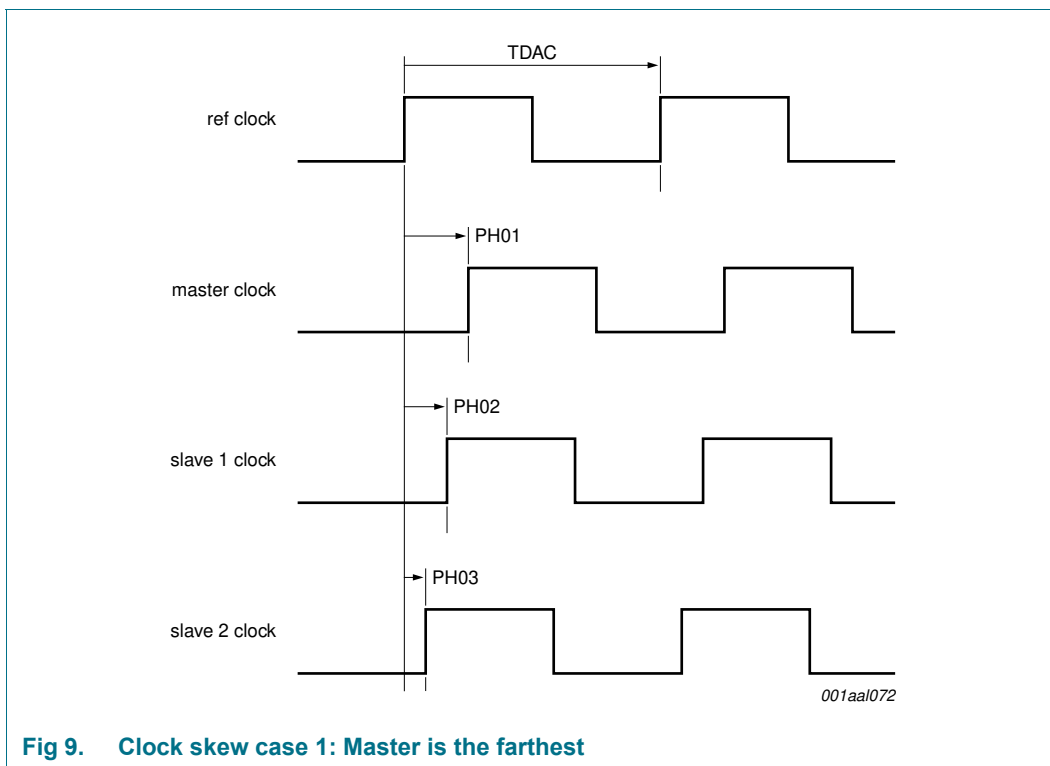 TDAC
ref clock
PH01
master clock
PH02
slave 1 clock
PH03
slave 2 clock
001aal072
Fig 9. Clock skew case 1: Master is the farthest